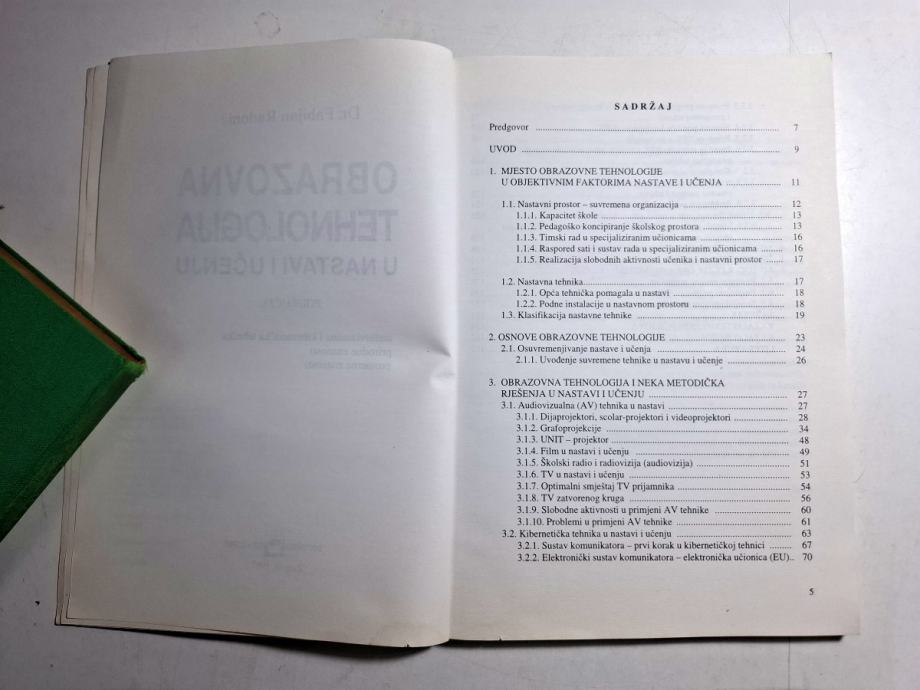 Dr. Fabijan Radoni
OBRAZOVNA
TEHNOLOGIJA
U NASTAVI I UČENJU
SADRŽAJ
Predgovor ........ 7
UVOD ........ 9
1. MJESTO OBRAZOVNE TEHNOLOGIJE
U OBJEKTIVNIM FAKTORIMA NASTAVE I UČENJA ........ 11
1.1. Nastavni prostor – suvremena organizacija ........ 12
1.1.1. Kapacitet škole ........ 13
1.1.2. Pedagoško koncipiranje školskog prostora ........ 13
1.1.3. Timski rad u specijaliziranim učionicama ........ 16
1.1.4. Raspored sati i sustav rada u specijaliziranim učionicama ........ 16
1.1.5. Realizacija slobodnih aktivnosti učenika i nastavni prostor ........ 17
1.2. Nastavna tehnika ........ 17
1.2.1. Opća tehnička pomagala u nastavi ........ 18
1.2.2. Podne instalacije u nastavnom prostoru ........ 18
1.3. Klasifikacija nastavne tehnike ........ 19
2. OSNOVE OBRAZOVNE TEHNOLOGIJE ........ 23
2.1. Osuvremenjivanje nastave i učenja ........ 24
2.1.1. Uvođenje suvremene tehnike u nastavu i učenje ........ 26
3. OBRAZOVNA TEHNOLOGIJA I NEKA METODIČKA
RJEŠENJA U NASTAVI I UČENJU ........ 27
3.1. Audiovizualna (AV) tehnika u nastavi ........ 27
3.1.1. Dijaprojektori, scolar-projektori i videoprojektori ........ 28
3.1.2. Grafoprojekcije ........ 34
3.1.3. UNIT – projektor ........ 48
3.1.4. Film u nastavi i učenju ........ 49
3.1.5. Školski radio i radiovizija (audiovizija) ........ 51
3.1.6. TV u nastavi i učenju ........ 53
3.1.7. Optimalni smještaj TV prijamnika ........ 54
3.1.8. TV zatvorenog kruga ........ 56
3.1.9. Slobodne aktivnosti u primjeni AV tehnike ........ 60
3.1.10. Problemi u primjeni AV tehnike ........ 61
3.2. Kibernetička tehnika u nastavi i učenju ........ 63
3.2.1. Sustav komunikatora – prvi korak u kibernetičkoj tehnici ........ 67
3.2.2. Elektronički sustav komunikatora – elektronička učionica (EU).. 70
5